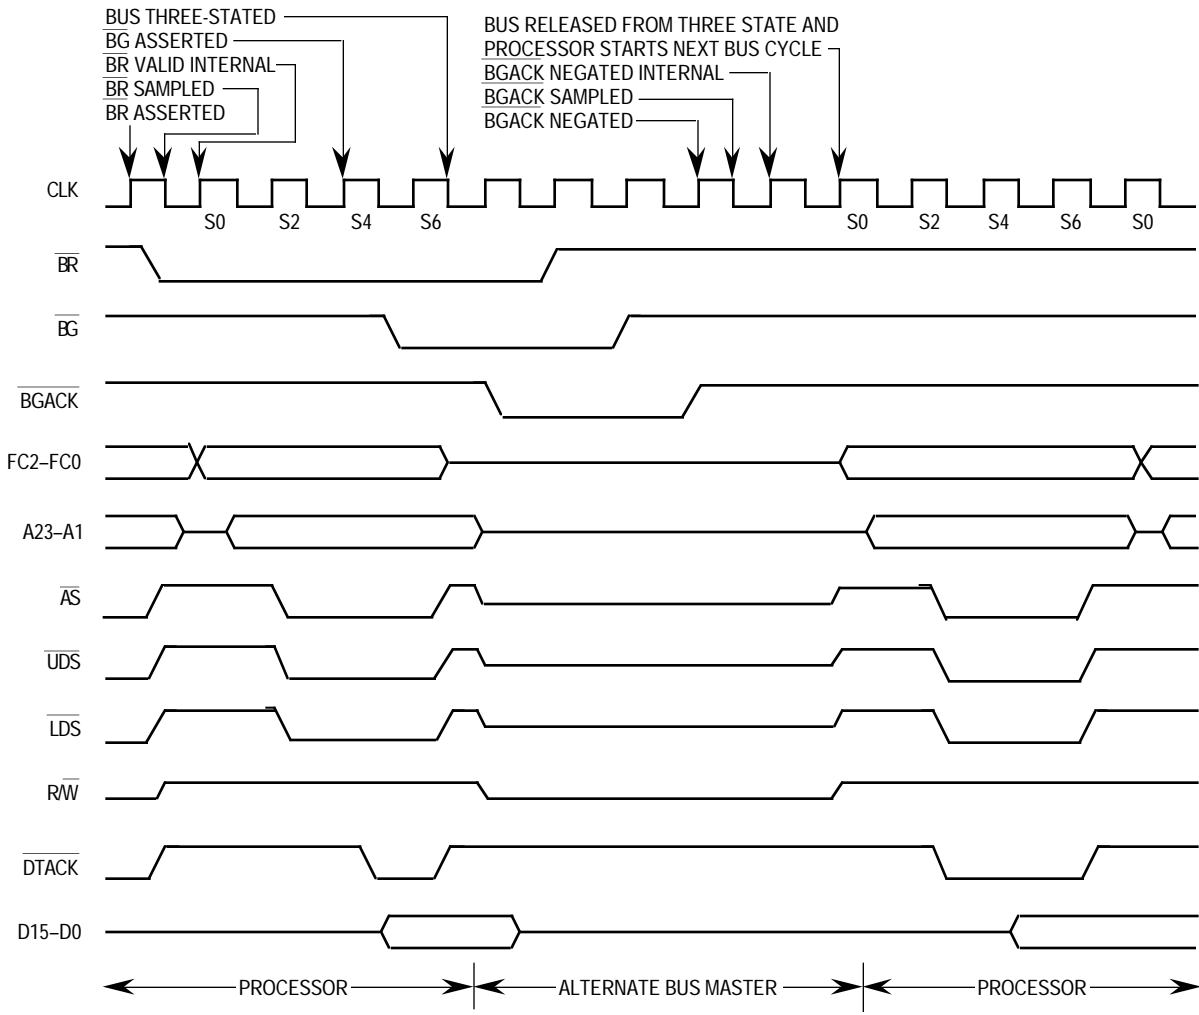 BUS THREE-STATED
BG ASSERTED
BR VALID INTERNAL
BR SAMPLED
BR ASSERTED
BUS RELEASED FROM THREE STATE AND
PROCESSOR STARTS NEXT BUS CYCLE
BGACK NEGATED INTERNAL
BGACK SAMPLED
BGACK NEGATED
CLK
S0 S2 S4 S6 S0 S2 S4 S6 S0
BR
BG
BGACK
FC2–FC0
A23–A1
AS
UDS
LDS
R/W
DTACK
D15–D0
PROCESSOR ALTERNATE BUS MASTER PROCESSOR